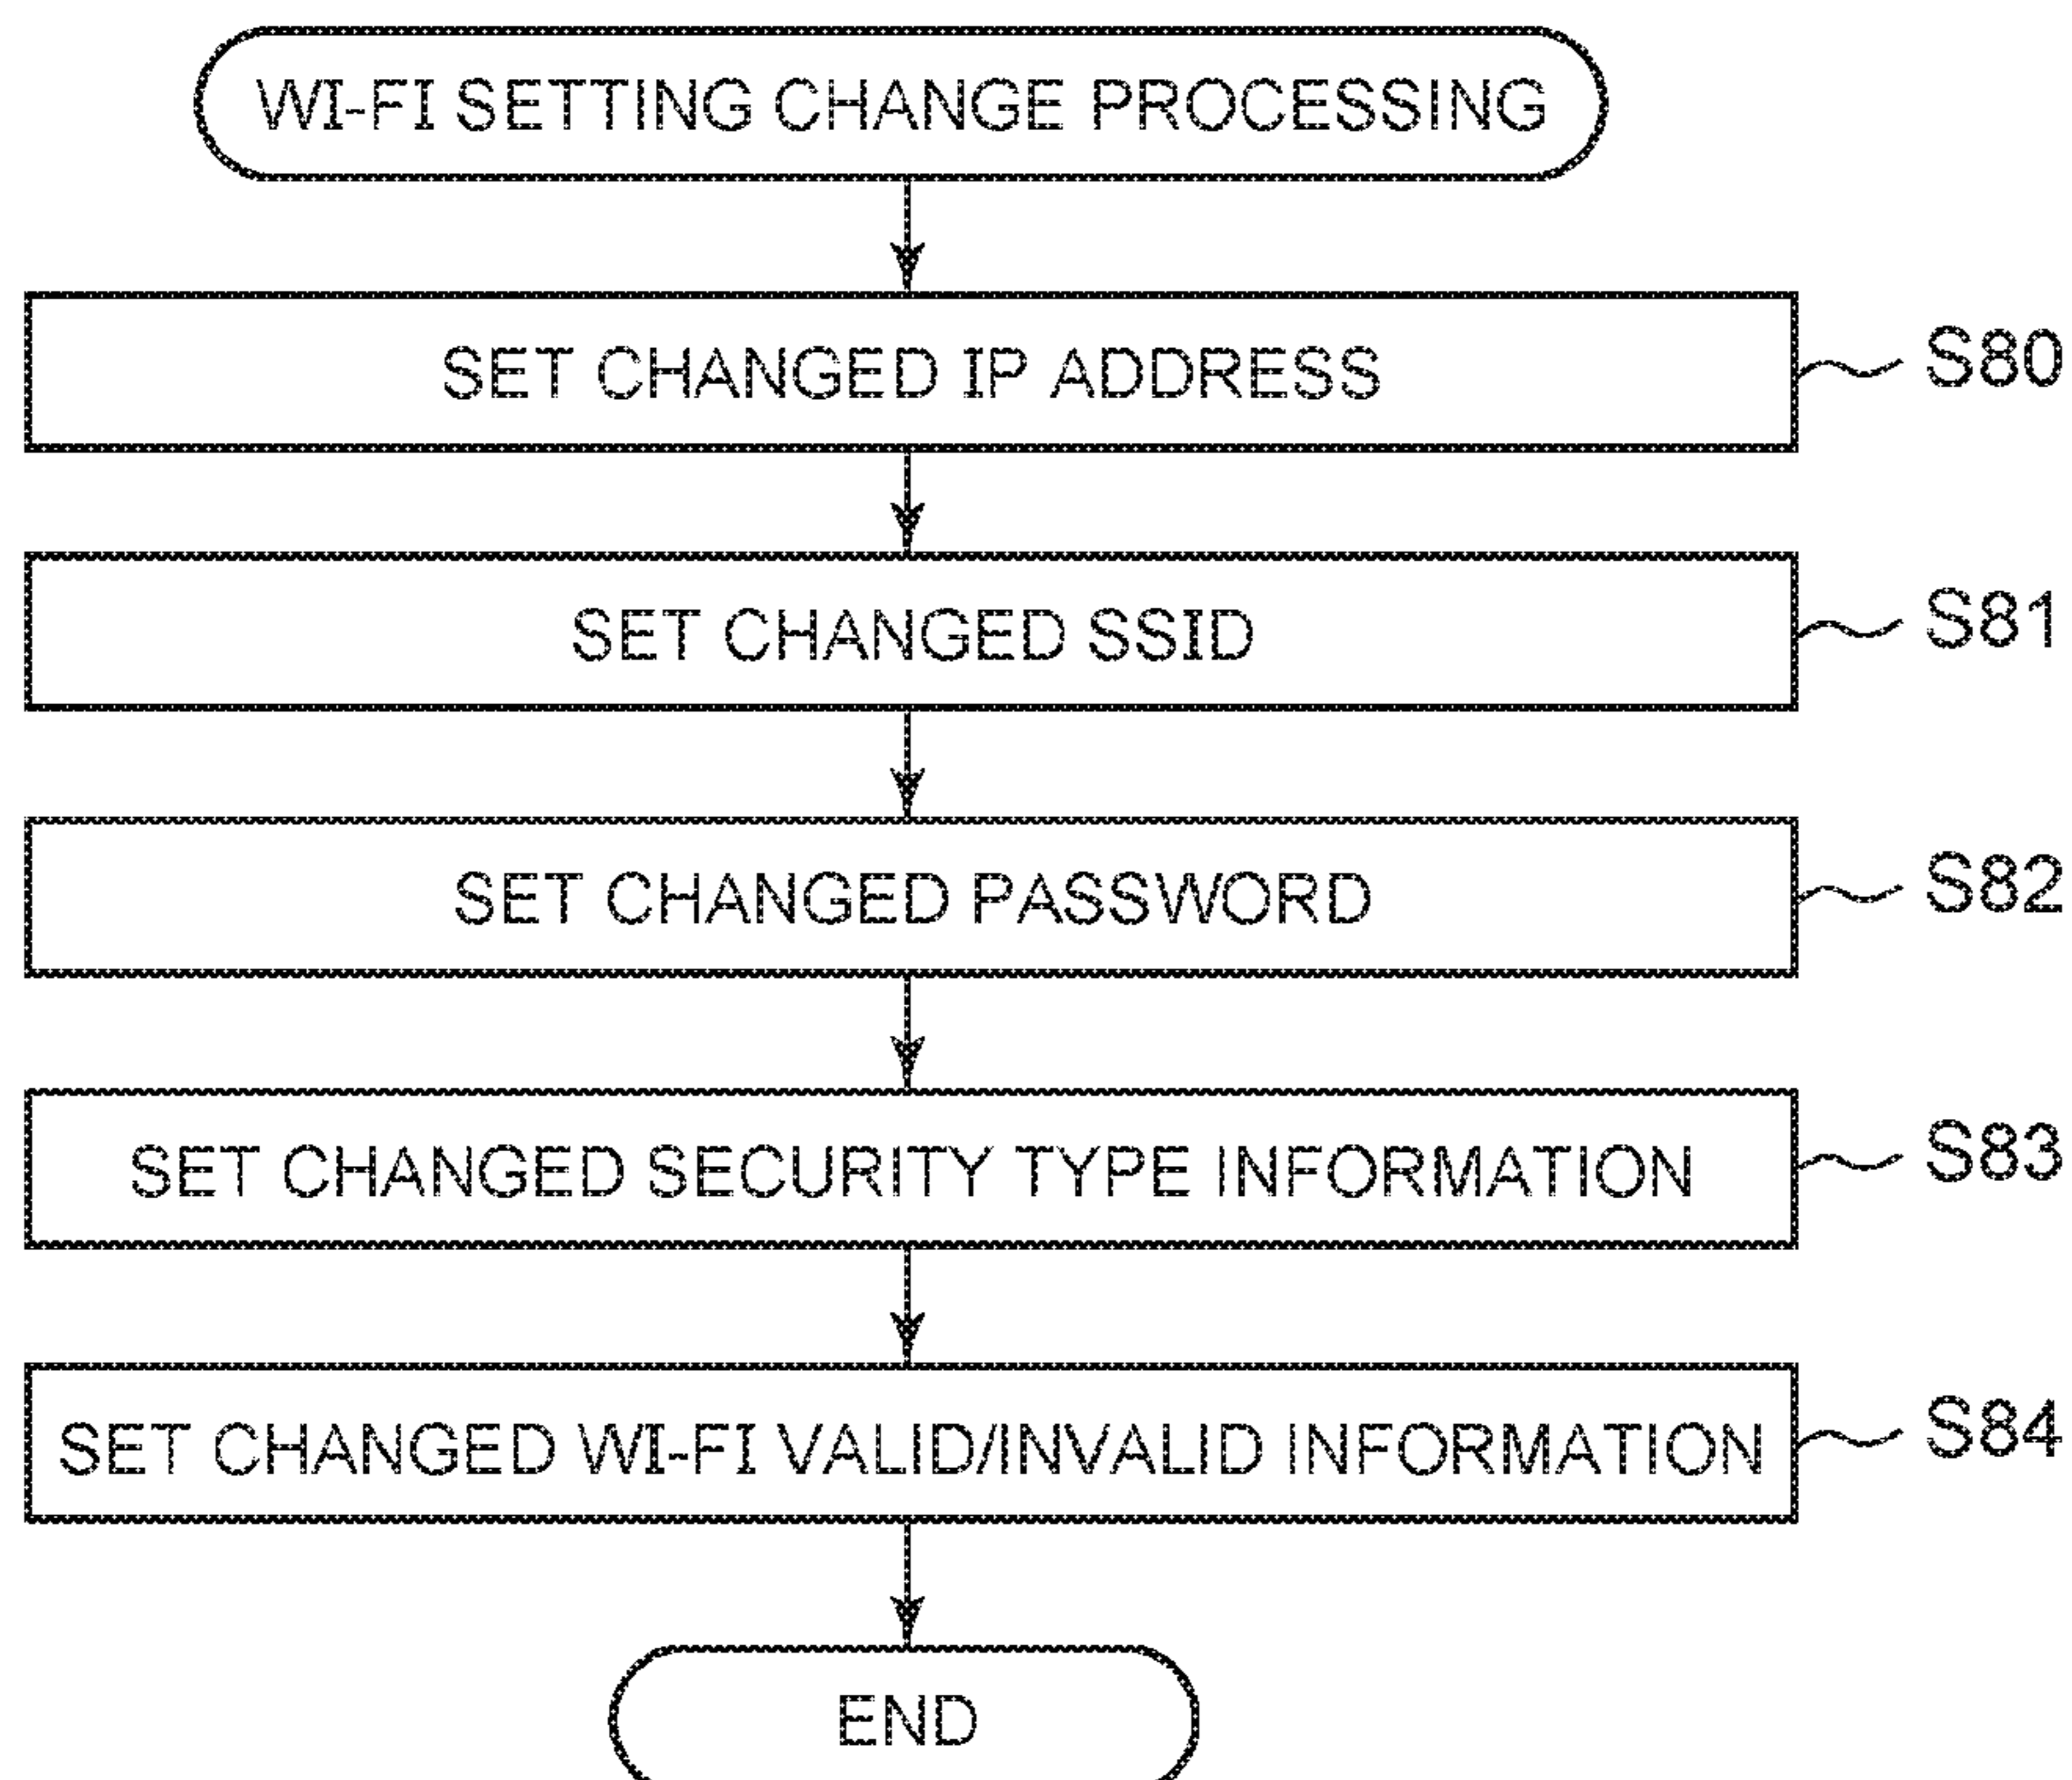 WI-FI SETTING CHANGE PROCESSING
SET CHANGED IP ADDRESS
S80
SET CHANGED SSID
S81
SET CHANGED PASSWORD
S82
SET CHANGED SECURITY TYPE INFORMATION
S83
SET CHANGED WI-FI VALID/INVALID INFORMATION
S84
END